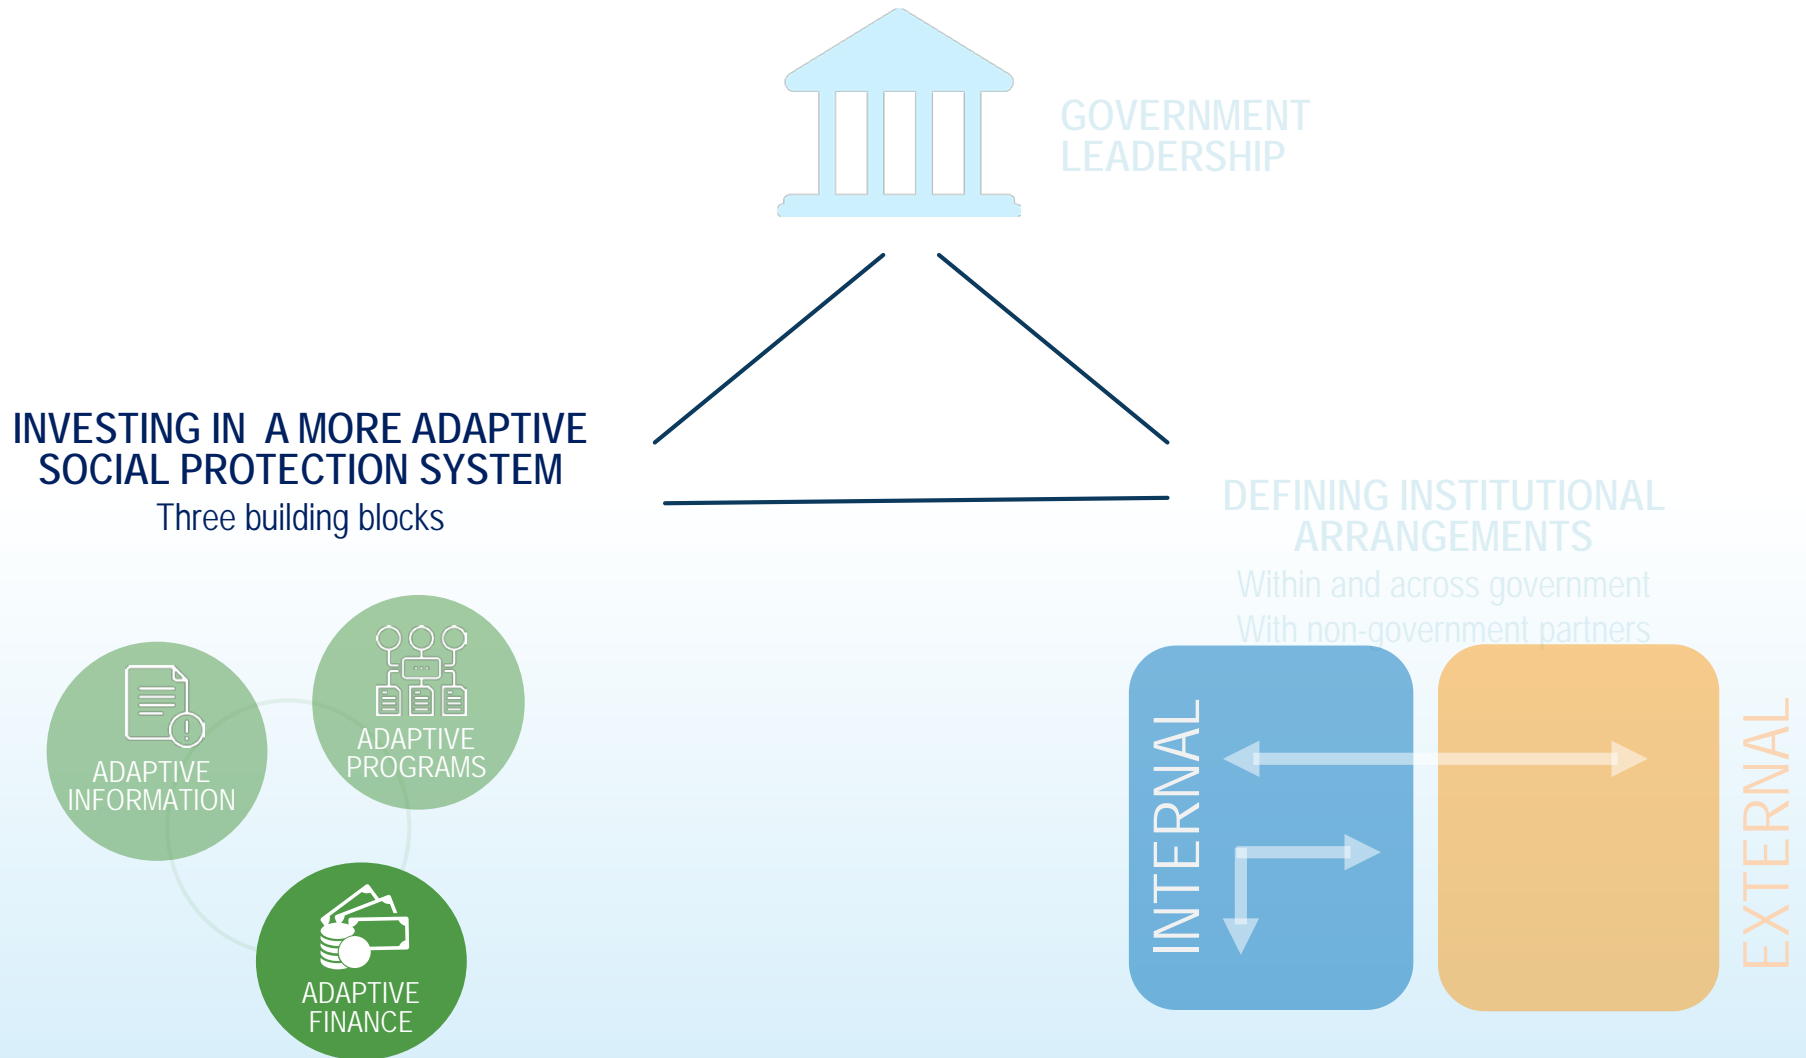 GOVERNMENT
LEADERSHIP
INVESTING IN  A MORE ADAPTIVE
SOCIAL PROTECTION SYSTEM
Three building blocks
ADAPTIVE
INFORMATION
ADAPTIVE
PROGRAMS
ADAPTIVE
FINANCE
DEFINING INSTITUTIONAL
ARRANGEMENTS
Within and across government
With non-government partners
INTERNAL
EXTERNAL